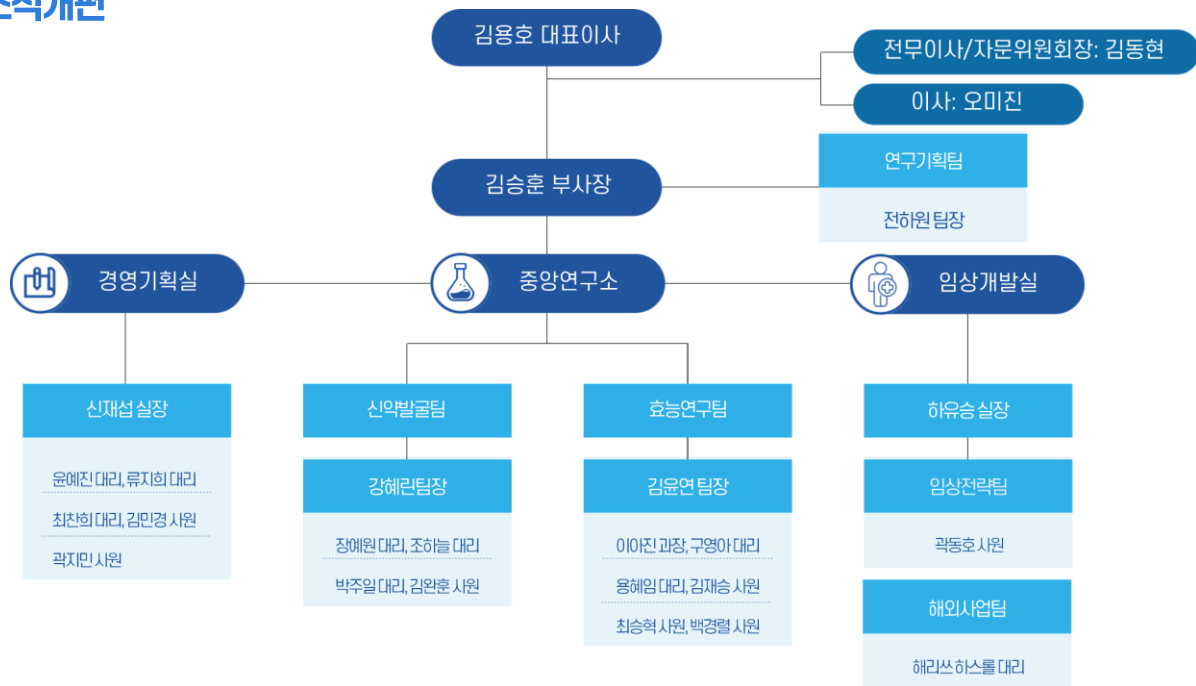 조직개편
김용호 대표이사
전무이사/자문위원회장: 김동현
이사: 오미진
김승훈 부사장
연구기획팀
전하원 팀장
경영기획실
중앙연구소
임상개발실
신재섭 실장
윤예진 대리, 류지희 대리
최찬희 대리, 김민경 사원
곽지민 사원
신약발굴팀
강혜린팀장
장예원 대리, 조하늘 대리
박주일 대리, 김완훈 사원
효능연구팀
김윤연 팀장
이아진 과장, 구영아 대리
용혜임 대리, 김재승 사원
최승혁 사원, 백경렬 사원
하유승 실장
임상전략팀
곽동호 사원
해외사업팀
해리쓰 하스룰 대리